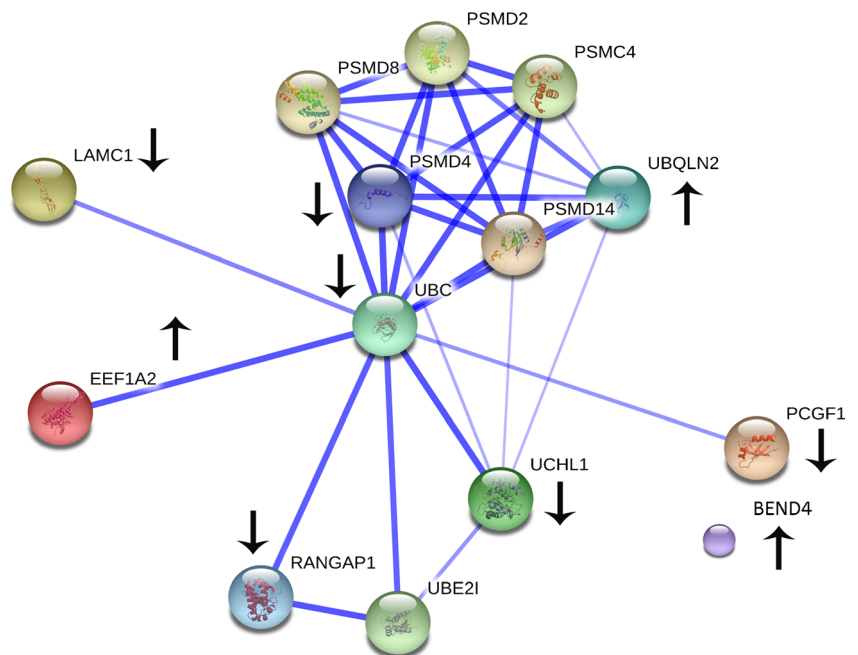 PSMD2
PSMC4
PSMD8
LAMC1
PSMD4
UBQLN2
PSMD14
UBC
EEF1A2
PCGF1
UCHL1
BEND4
RANGAP1
UBE2I